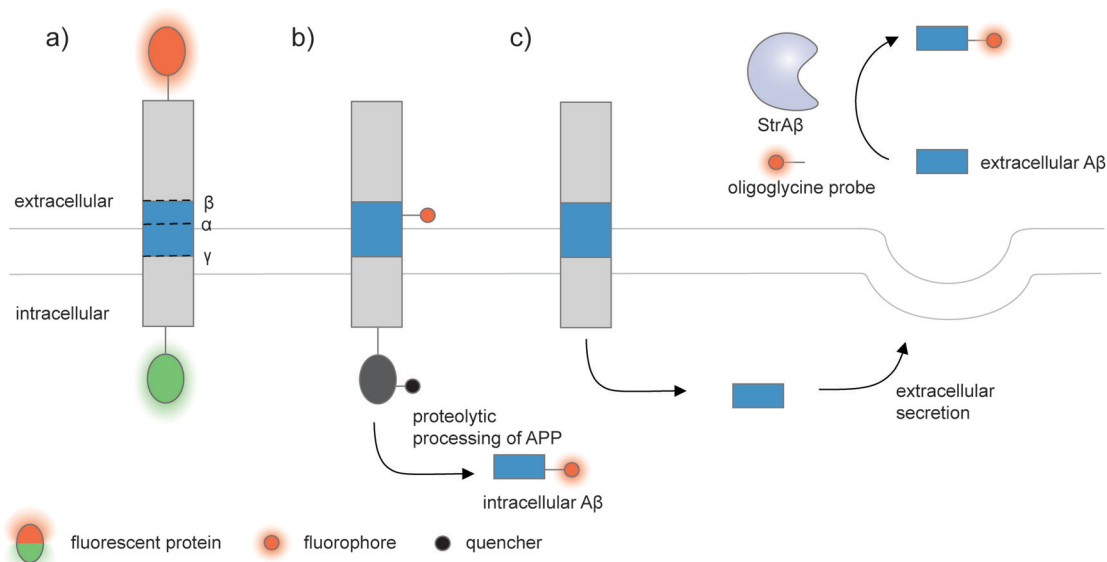 a)
b)
c)
StrAβ
oligoglycine probe
extracellular Aβ
extracellular
β
α
γ
intracellular
proteolytic
processing of APP
intracellular Aβ
extracellular
secretion
fluorescent protein
fluorophore
quencher